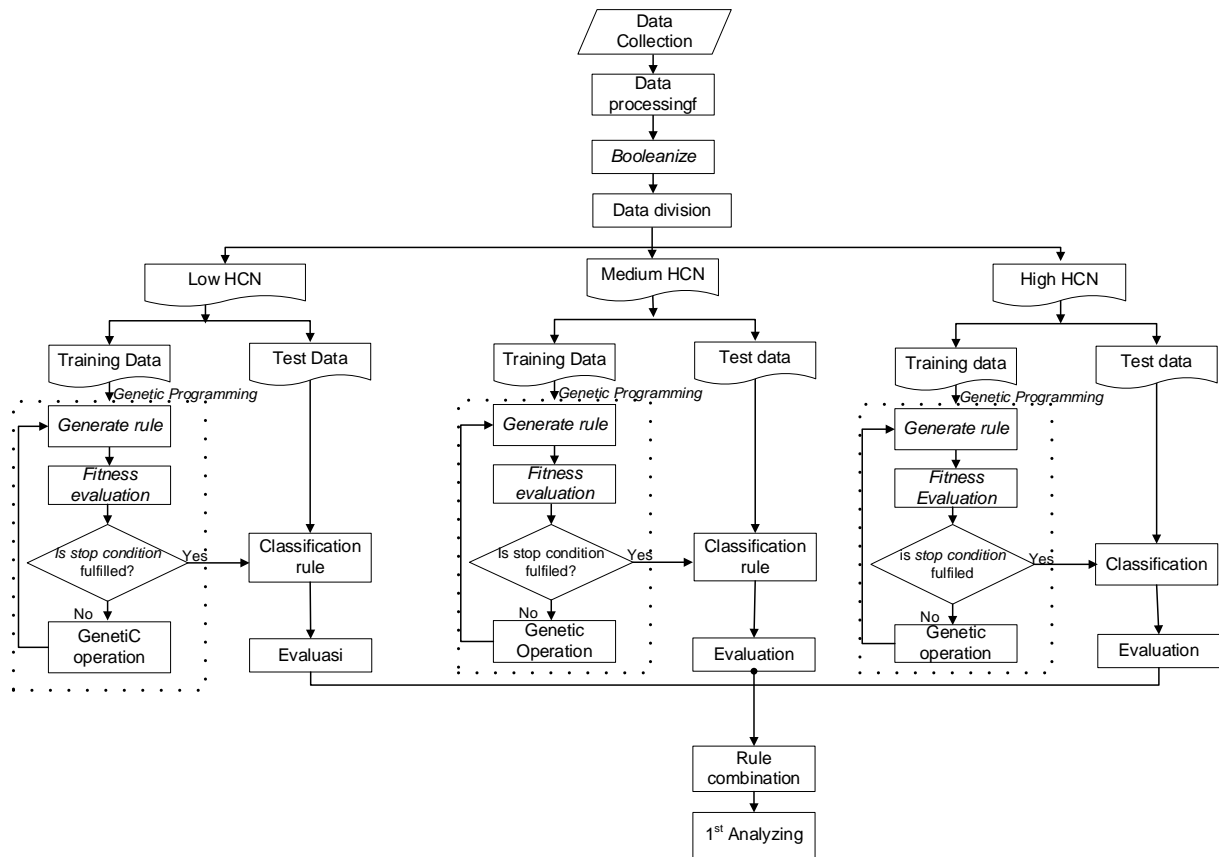 Data
Collection
Data
processingf
Booleanize
Data division
Low HCN
Medium HCN
High HCN
Training Data
Test Data
Training Data
Test data
Training data
Test data
Genetic Programming
Generate rule
Fitness
evaluation
Is stop condition
fulfilled?
Yes
No
GenetiC
operation
Classification
rule
Evaluasi
Genetic Programming
Generate rule
Fitness
evaluation
Is stop condition
fulfilled?
Yes
No
Genetic
Operation
Classification
rule
Evaluation
Genetic Programming
Generate rule
Fitness
Evaluation
is stop condition
fulfilled
Yes
No
Genetic
operation
Classification
Evaluation
Rule
combination
1st Analyzing